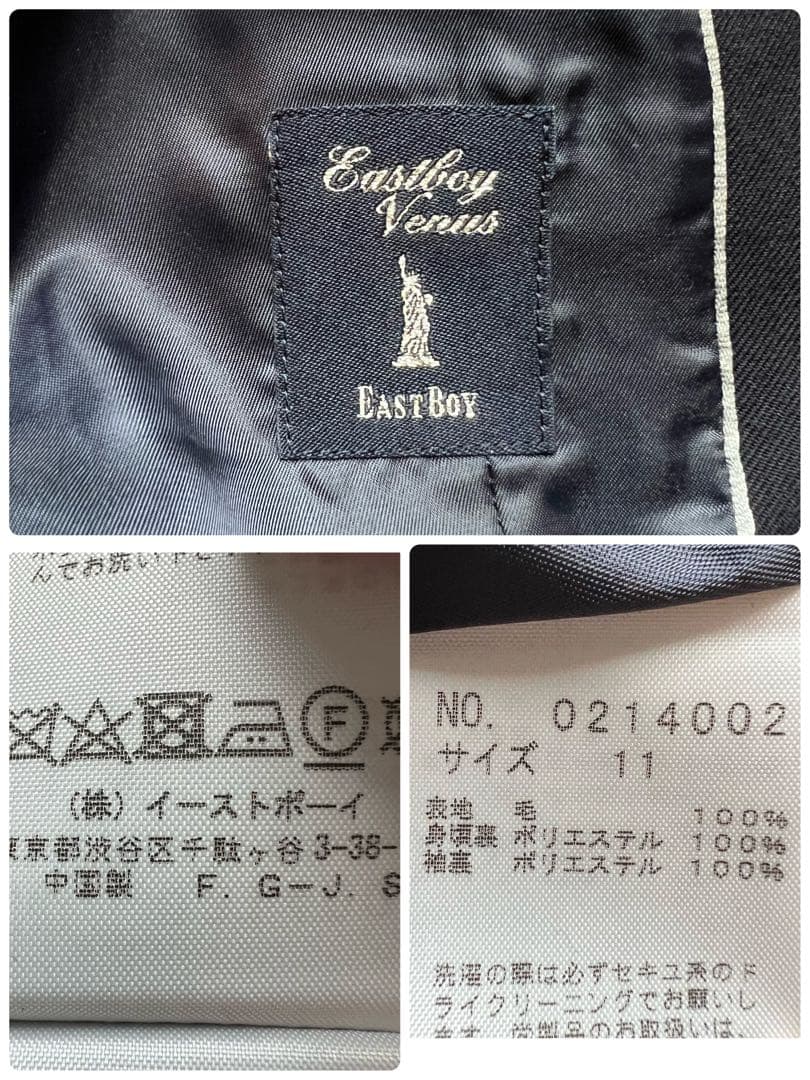 Eastboy
Venus
EASTBOY
んでお洗い下さ
F
(株) イーストボーイ
東京都渋谷区千駄ヶ谷3-38-
中国製 F. G-J. S
NO. 0214002
サイズ 11
表地 毛 100%
身頃裏 ポリエステル 100%
袖裏 ポリエステル 100%
洗濯の際は必ずセキユ系のド
ライクリーニングでお願いし
ます。尚製品のお取扱いは、